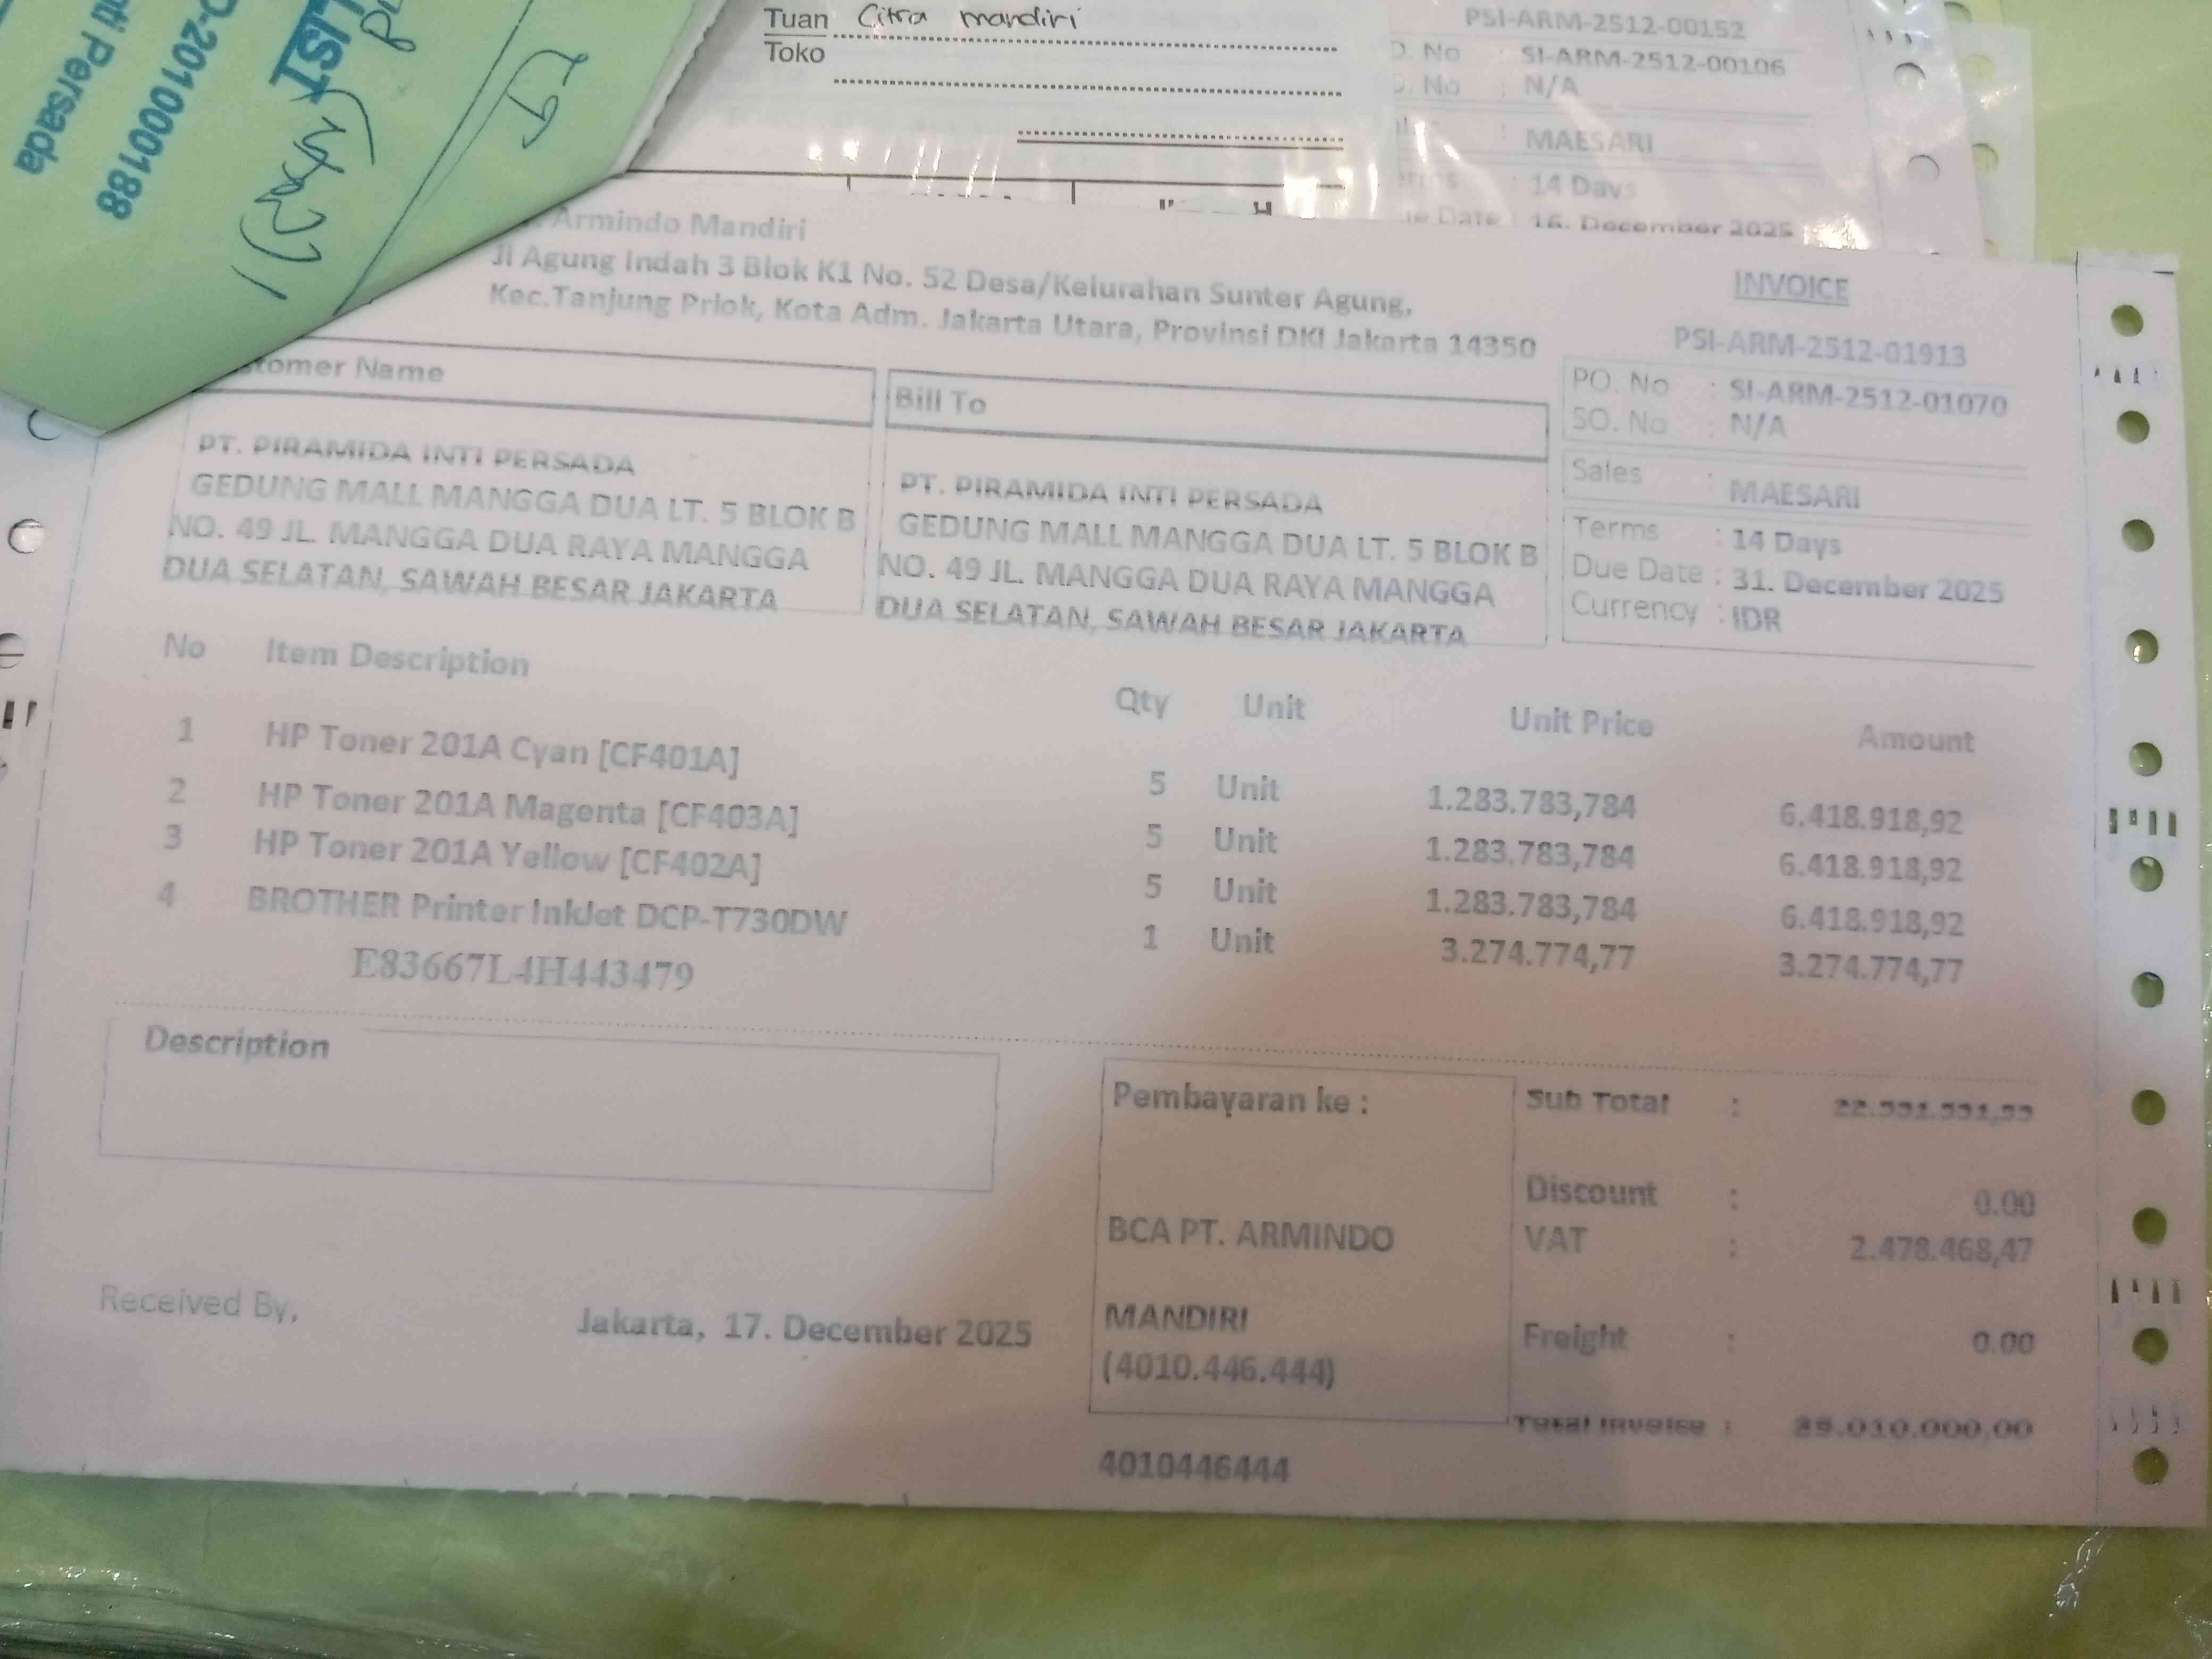 LIST
D-201000188
ti Persada
Tuan Citra mandiri
Toko
PSI-ARM-2512-00152
No : SI-ARM-2512-00106
No : N/A
: MAESARI
14 Days
Date : 16. December 2025
Armindo Mandiri
Jl Agung Indah 3 Blok K1 No. 52 Desa/Kelurahan Sunter Agung,
Kec.Tanjung Priok, Kota Adm. Jakarta Utara, Provinsi DKI Jakarta 14350
INVOICE
PSI-ARM-2512-01913
PO. No : SI-ARM-2512-01070
SO. No : N/A
Sales : MAESARI
Terms : 14 Days
Due Date : 31. December 2025
Currency : IDR
tomer Name
PT. PIRAMIDA INTI PERSADA
GEDUNG MALL MANGGA DUA LT. 5 BLOK B
NO. 49 JL. MANGGA DUA RAYA MANGGA
DUA SELATAN, SAWAH BESAR JAKARTA
Bill To
PT. PIRAMIDA INTI PERSADA
GEDUNG MALL MANGGA DUA LT. 5 BLOK B
NO. 49 JL. MANGGA DUA RAYA MANGGA
DUA SELATAN, SAWAH BESAR JAKARTA
No Item Description Qty Unit Unit Price Amount
1 HP Toner 201A Cyan [CF401A] 5 Unit 1.283.783,784 6.418.918,92
2 HP Toner 201A Magenta [CF403A] 5 Unit 1.283.783,784 6.418.918,92
3 HP Toner 201A Yellow [CF402A] 5 Unit 1.283.783,784 6.418.918,92
4 BROTHER Printer InkJet DCP-T730DW 1 Unit 3.274.774,77 3.274.774,77
E83667L4H443479
Description
Pembayaran ke :
BCA PT. ARMINDO
MANDIRI
(4010.446.444)
4010446444
Sub Total :
Discount : 0.00
VAT : 2.478.468,47
Freight : 0.00
Total Invoice :
Received By,
Jakarta, 17. December 2025